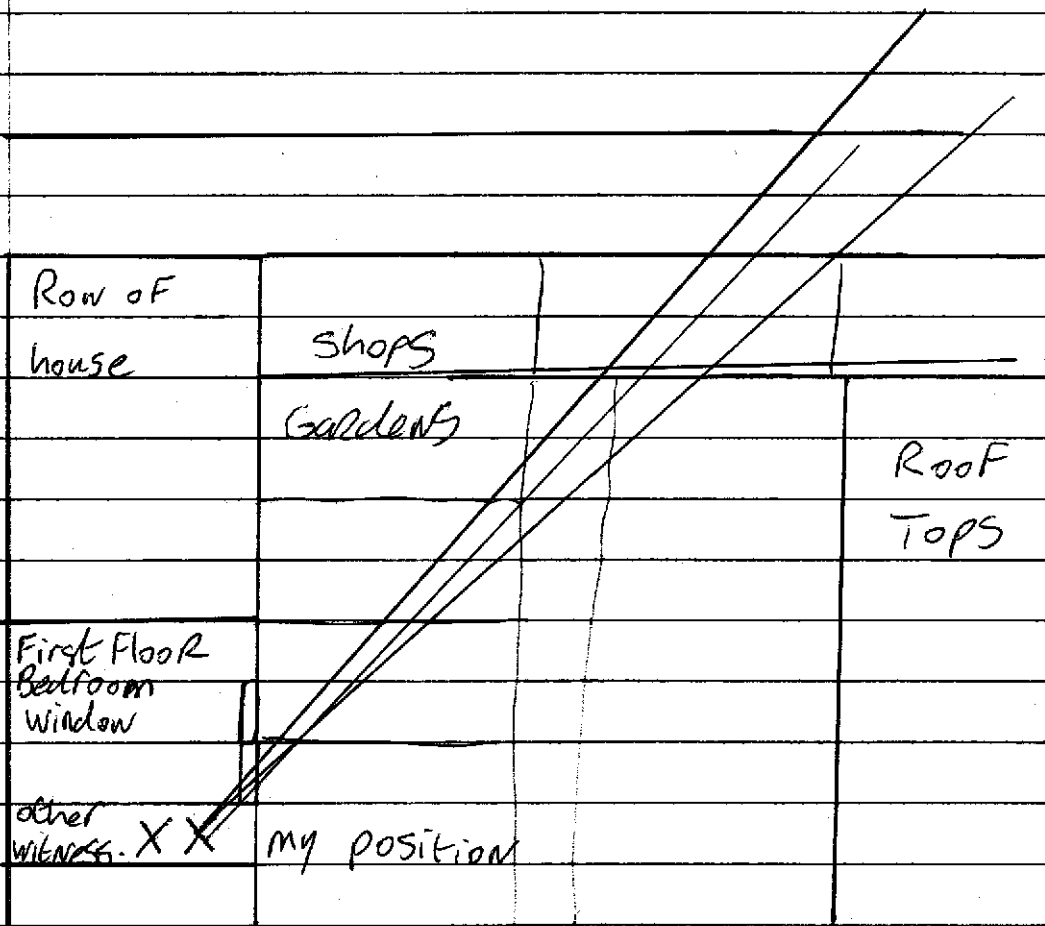 Row of
house
shops
Gardens
Roof
Tops
First Floor
Bedroom
window
other
witness. X X
my position